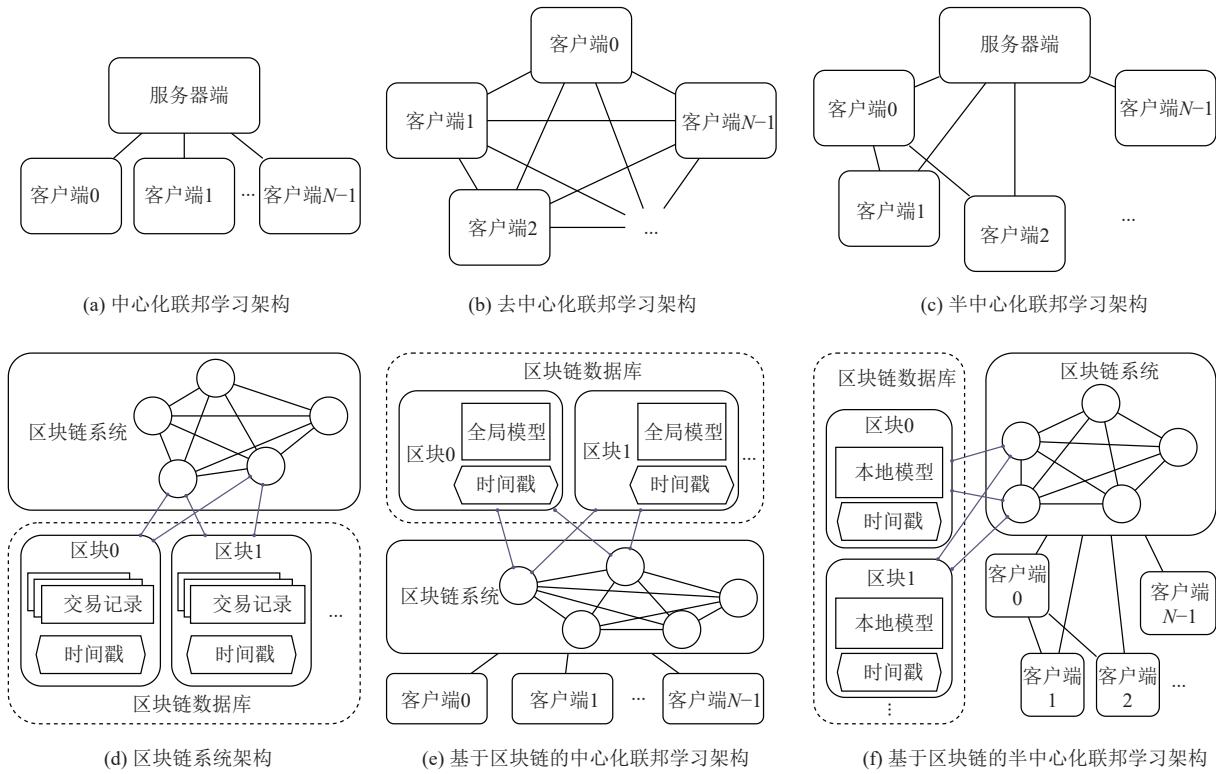 服务器端
客户端0
客户端1
...
客户端N−1
(a) 中心化联邦学习架构
客户端0
客户端1
客户端N−1
客户端2
...
(b) 去中心化联邦学习架构
服务器端
客户端0
客户端N−1
客户端1
客户端2
...
(c) 半中心化联邦学习架构
区块链系统
区块0
交易记录
时间戳
区块1
交易记录
时间戳
...
区块链数据库
(d) 区块链系统架构
区块链数据库
区块0
全局模型
时间戳
区块1
全局模型
时间戳
...
区块链系统
客户端0
客户端1
...
客户端N−1
(e) 基于区块链的中心化联邦学习架构
区块链数据库
区块0
本地模型
时间戳
区块1
本地模型
时间戳
...
区块链系统
客户端
0
客户端
N−1
客户端
1
客户端
2
...
(f) 基于区块链的半中心化联邦学习架构